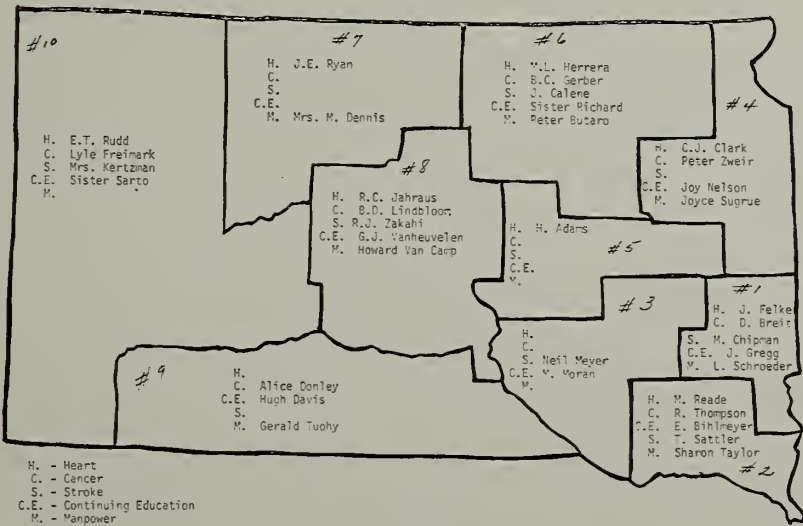 #10
H. E.T. Rudd
C. Lyle Freimark
S. Mrs. Kertzman
C.E. Sister Sarto
M.
#7
H. J.E. Ryan
C.
S.
C.E.
M. Mrs. M. Dennis
#6
H. M.L. Herrera
C. B.C. Gerber
S. J. Calene
C.E. Sister Richard
M. Peter Butaro
#4
H. C.J. Clark
C. Peter Zweir
S.
C.E. Joy Nelson
M. Joyce Sugrue
#8
H. R.C. Jahraus
C. B.D. Lindbloom
S. R.J. Zakahi
C.E. G.J. Vanheuvelen
M. Howard Van Camp
#5
H. H. Adams
C.
S.
C.E.
M.
#3
H.
C.
S. Neil Meyer
C.E. M. Moran
M.
#1
H. J. Felker
C. D. Breit
S. M. Chipman
C.E. J. Gregg
M. L. Schroeder
#9
H.
C. Alice Donley
C.E. Hugh Davis
S.
M. Gerald Tuohy
H. M. Reade
C. R. Thompson
C.E. E. Bihlmeyer
S. T. Sattler
M. Sharon Taylor
#2
H. - Heart
C. - Cancer
S. - Stroke
C.E. - Continuing Education
M. - Manpower